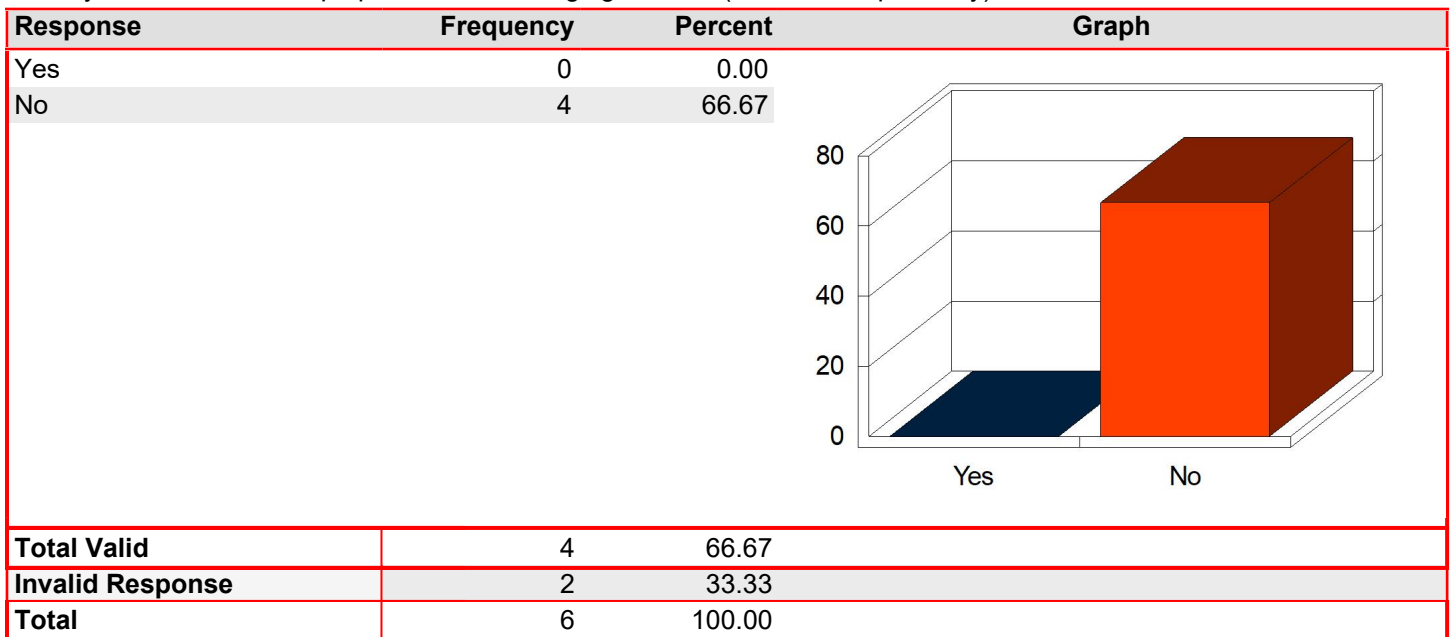 Response Frequency Percent Graph
Yes 0 0.00
No 4 66.67
80
60
40
20
0
Yes No
Total Valid 4 66.67
Invalid Response 2 33.33
Total 6 100.00